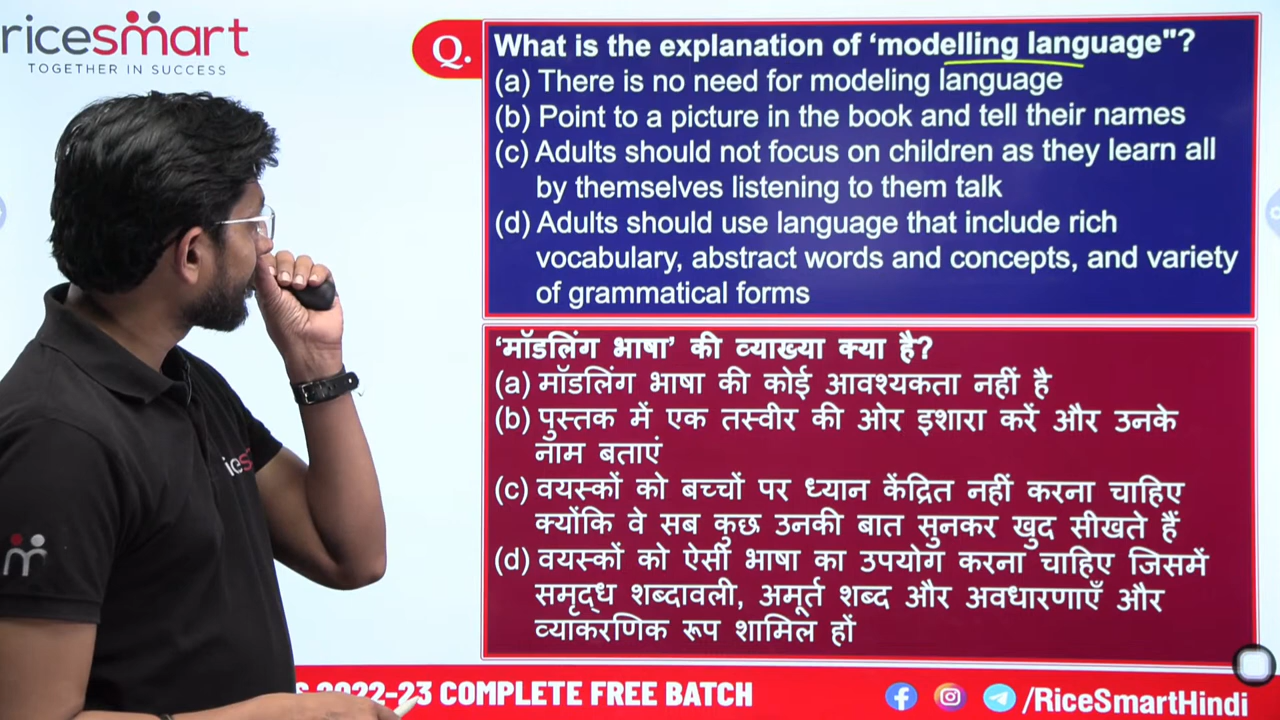 ricesmart
TOGETHER IN SUCCESS
Q.
What is the explanation of ‘modelling language"?
(a) There is no need for modeling language
(b) Point to a picture in the book and tell their names
(c) Adults should not focus on children as they learn all
by themselves listening to them talk
(d) Adults should use language that include rich
vocabulary, abstract words and concepts, and variety
of grammatical forms
‘मॉडलिंग भाषा’ की व्याख्या क्या है?
(a) मॉडलिंग भाषा की कोई आवश्यकता नहीं है
(b) पुस्तक में एक तस्वीर की ओर इशारा करें और उनके
नाम बताएं
(c) वयस्कों को बच्चों पर ध्यान केंद्रित नहीं करना चाहिए
क्योंकि वे सब कुछ उनकी बात सुनकर खुद सीखते हैं
(d) वयस्कों को ऐसी भाषा का उपयोग करना चाहिए जिसमें
समृद्ध शब्दावली, अमूर्त शब्द और अवधारणाएँ और
व्याकरणिक रूप शामिल हों
2022-23 COMPLETE FREE BATCH
/RiceSmartHindi